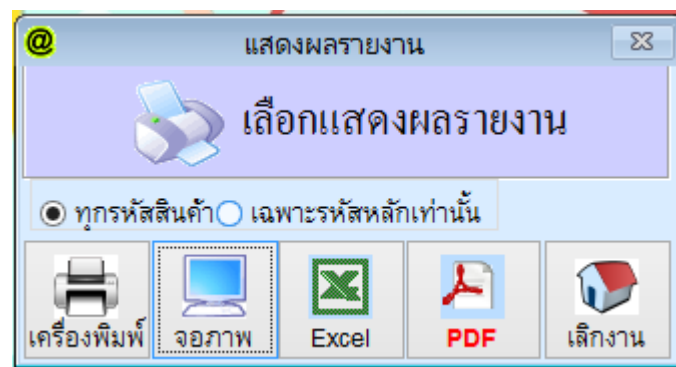 @ แสดงผลรายงาน
เลือกแสดงผลรายงาน
ทุกรหัสสินค้า เฉพาะรหัสหลักเท่านั้น
เครื่องพิมพ์ จอภาพ Excel PDF เลิกงาน